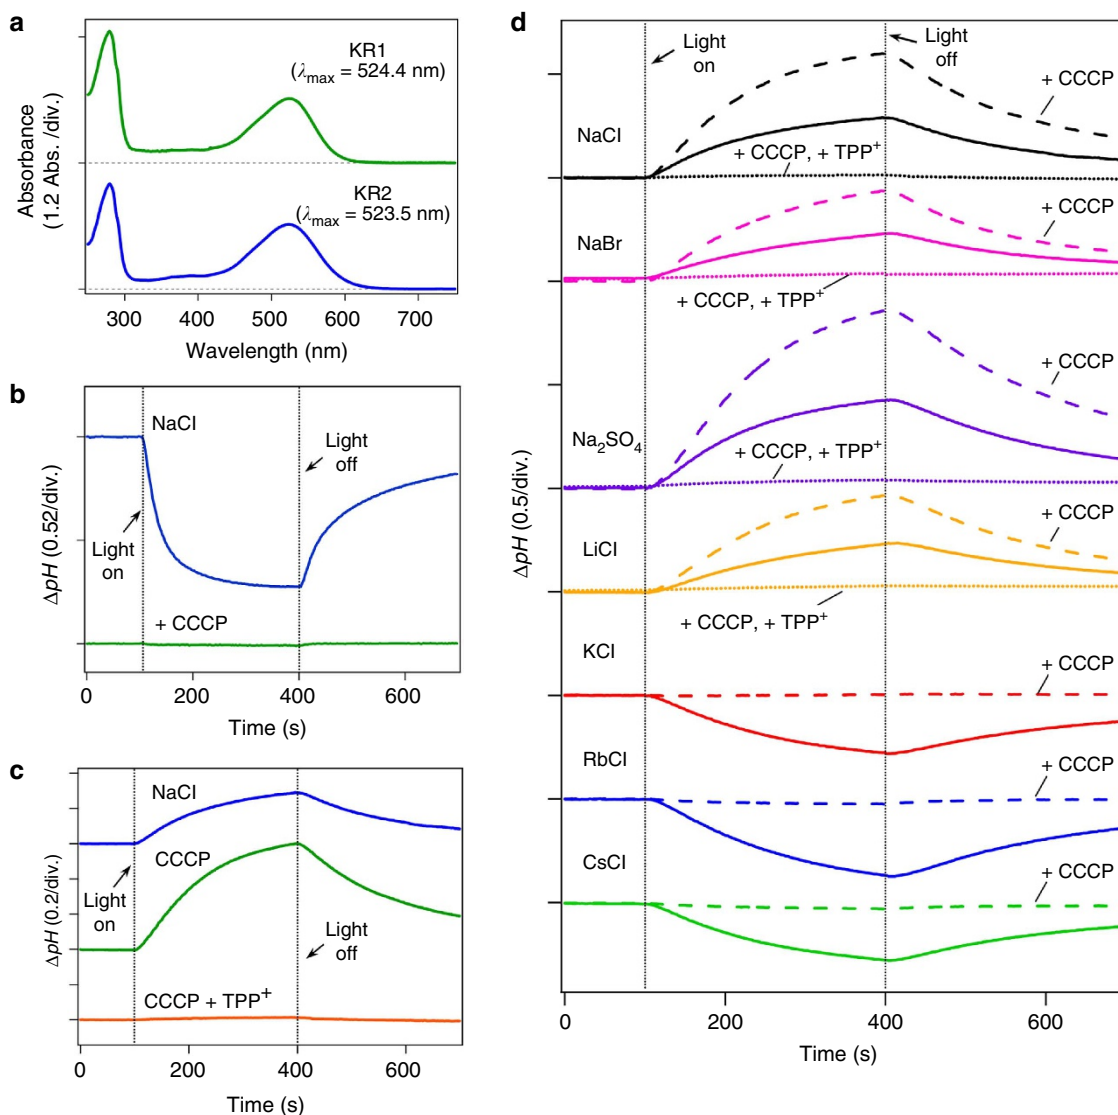 a
Absorbance
(1.2 Abs. /div.)
KR1
(λmax = 524.4 nm)
KR2
(λmax = 523.5 nm)
300 400 500 600 700
Wavelength (nm)
b
ΔpH (0.52/div.)
NaCl
Light
off
Light
on
+ CCCP
0 200 400 600
Time (s)
c
ΔpH (0.2/div.)
NaCl
CCCP
Light
on
Light
off
CCCP + TPP⁺
0 200 400 600
Time (s)
d
ΔpH (0.5/div.)
Light
on
Light
off
+ CCCP
NaCl
+ CCCP, + TPP⁺
+ CCCP
NaBr
+ CCCP, + TPP⁺
+ CCCP
Na₂SO₄
+ CCCP, + TPP⁺
+ CCCP
LiCl
+ CCCP, + TPP⁺
KCl
+ CCCP
RbCl
+ CCCP
CsCl
+ CCCP
0 200 400 600
Time (s)